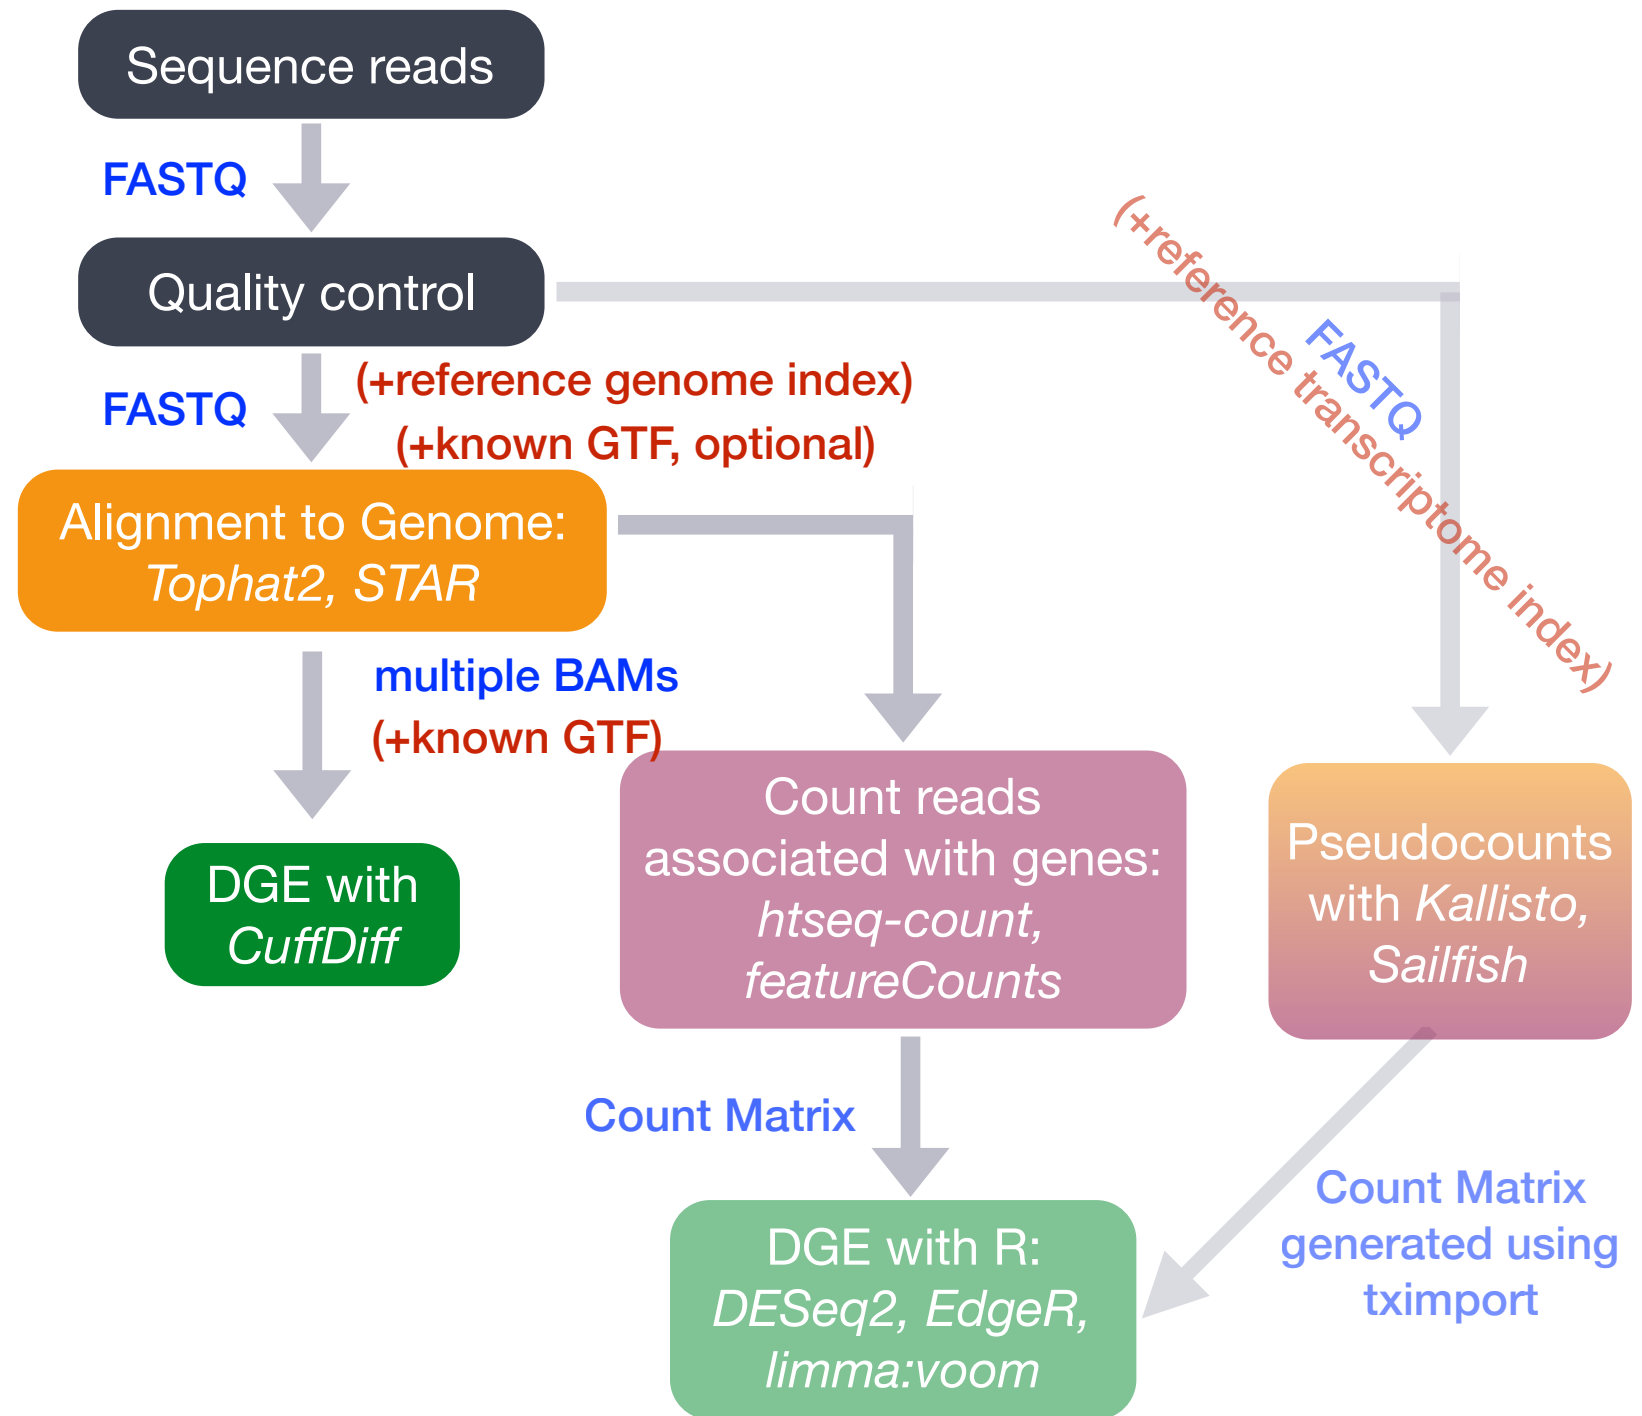 Sequence reads
FASTQ
Quality control
FASTQ
(+reference genome index)
(+known GTF, optional)
(+reference transcriptome index)
FASTQ
Alignment to Genome:
Tophat2, STAR
multiple BAMs
(+known GTF)
DGE with
CuffDiff
Count reads
associated with genes:
htseq-count,
featureCounts
Pseudocounts
with Kallisto,
Sailfish
Count Matrix
Count Matrix
generated using
tximport
DGE with R:
DESeq2, EdgeR,
limma:voom